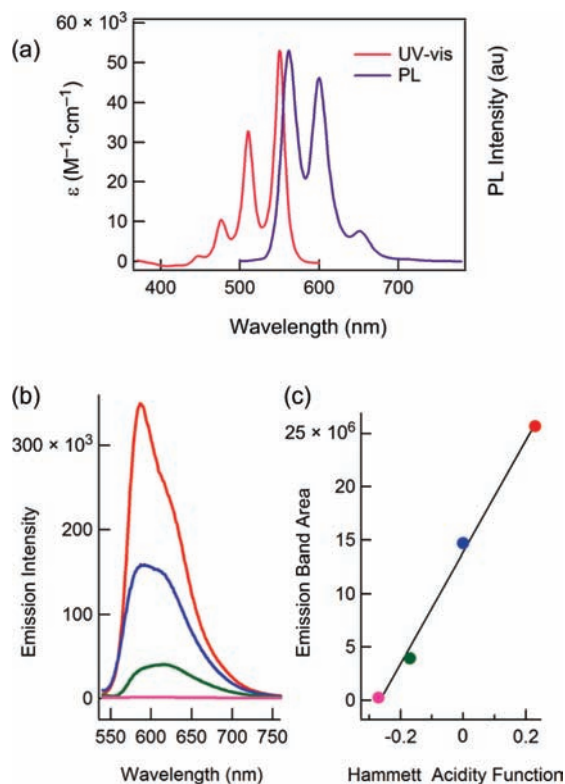 (a)
60 × 10³
50
40
30
20
10
0
ε (M⁻¹·cm⁻¹)
UV-vis
PL
PL Intensity (au)
400 500 600 700
Wavelength (nm)
(b)
300 × 10³
200
100
0
Emission Intensity
550 600 650 700 750
Wavelength (nm)
(c)
25 × 10⁶
20
15
10
5
0
Emission Band Area
-0.2 0 0.2
Hammett Acidity Function